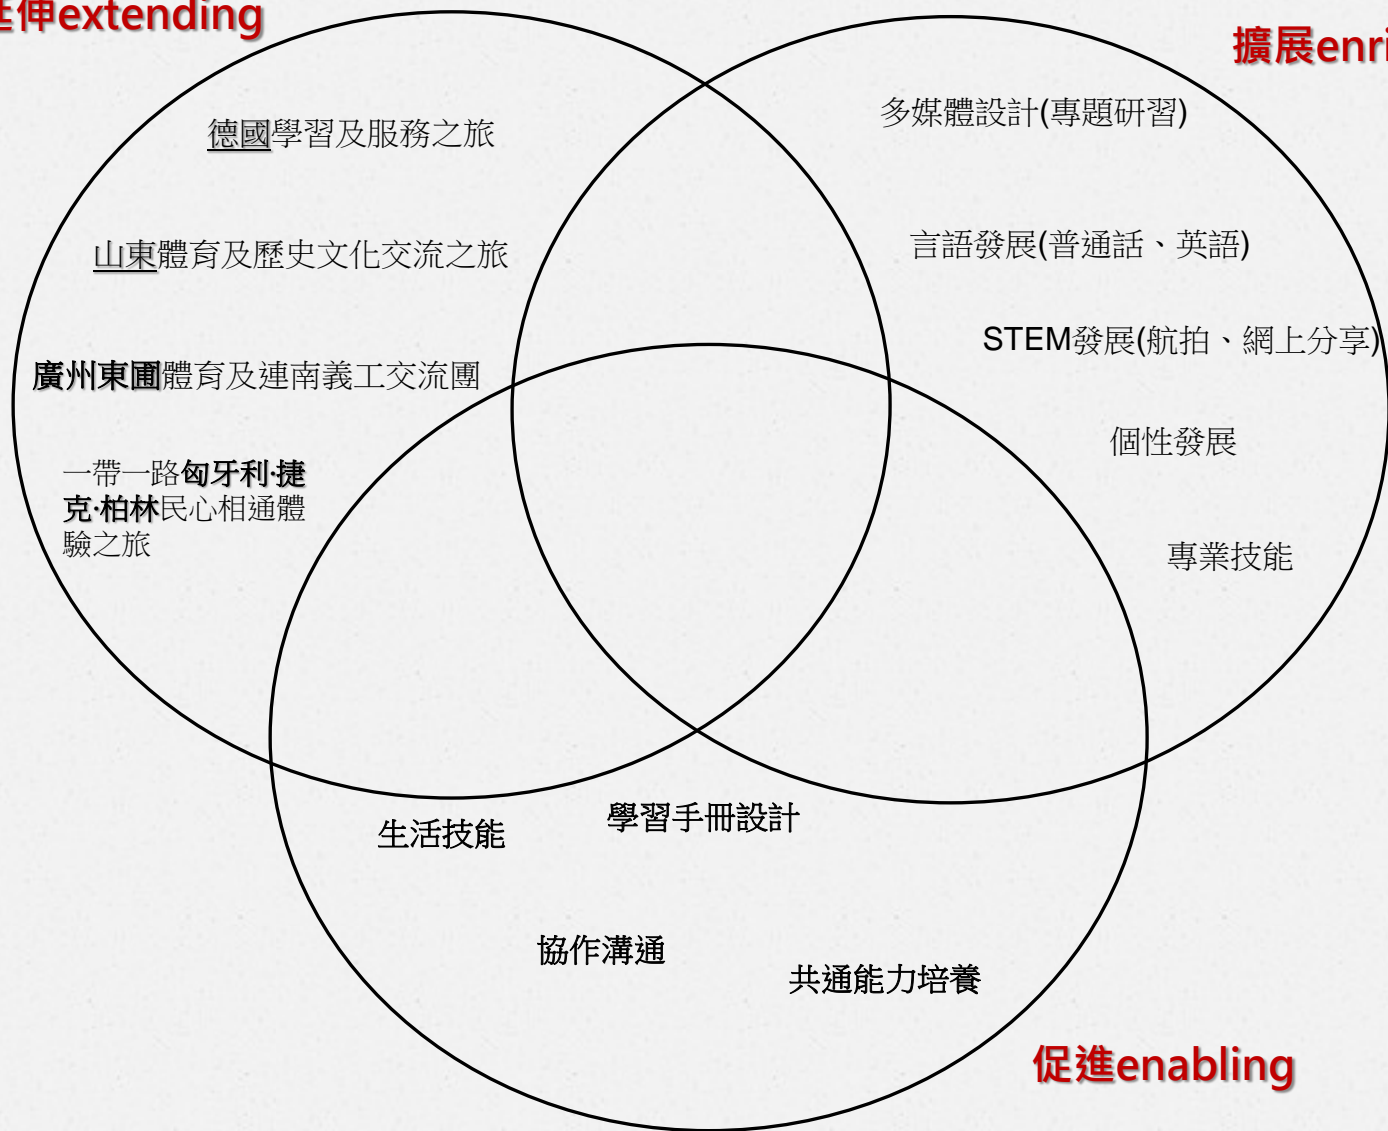 延伸extending
擴展enri
德國學習及服務之旅
山東體育及歷史文化交流之旅
廣州東圃體育及連南義工交流團
一帶一路匈牙利·捷
克·柏林民心相通體
驗之旅
多媒體設計(專題研習)
言語發展(普通話、英語)
STEM發展(航拍、網上分享)
個性發展
專業技能
生活技能
學習手冊設計
協作溝通
共通能力培養
促進enabling